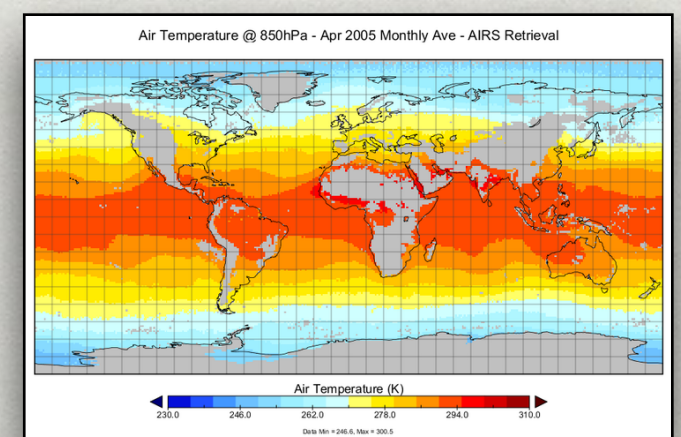 Air Temperature @ 850hPa - Apr 2005 Monthly Ave - AIRS Retrieval
Air Temperature (K)
230.0 246.0 262.0 278.0 294.0 310.0
Data Min = 246.6, Max = 300.5